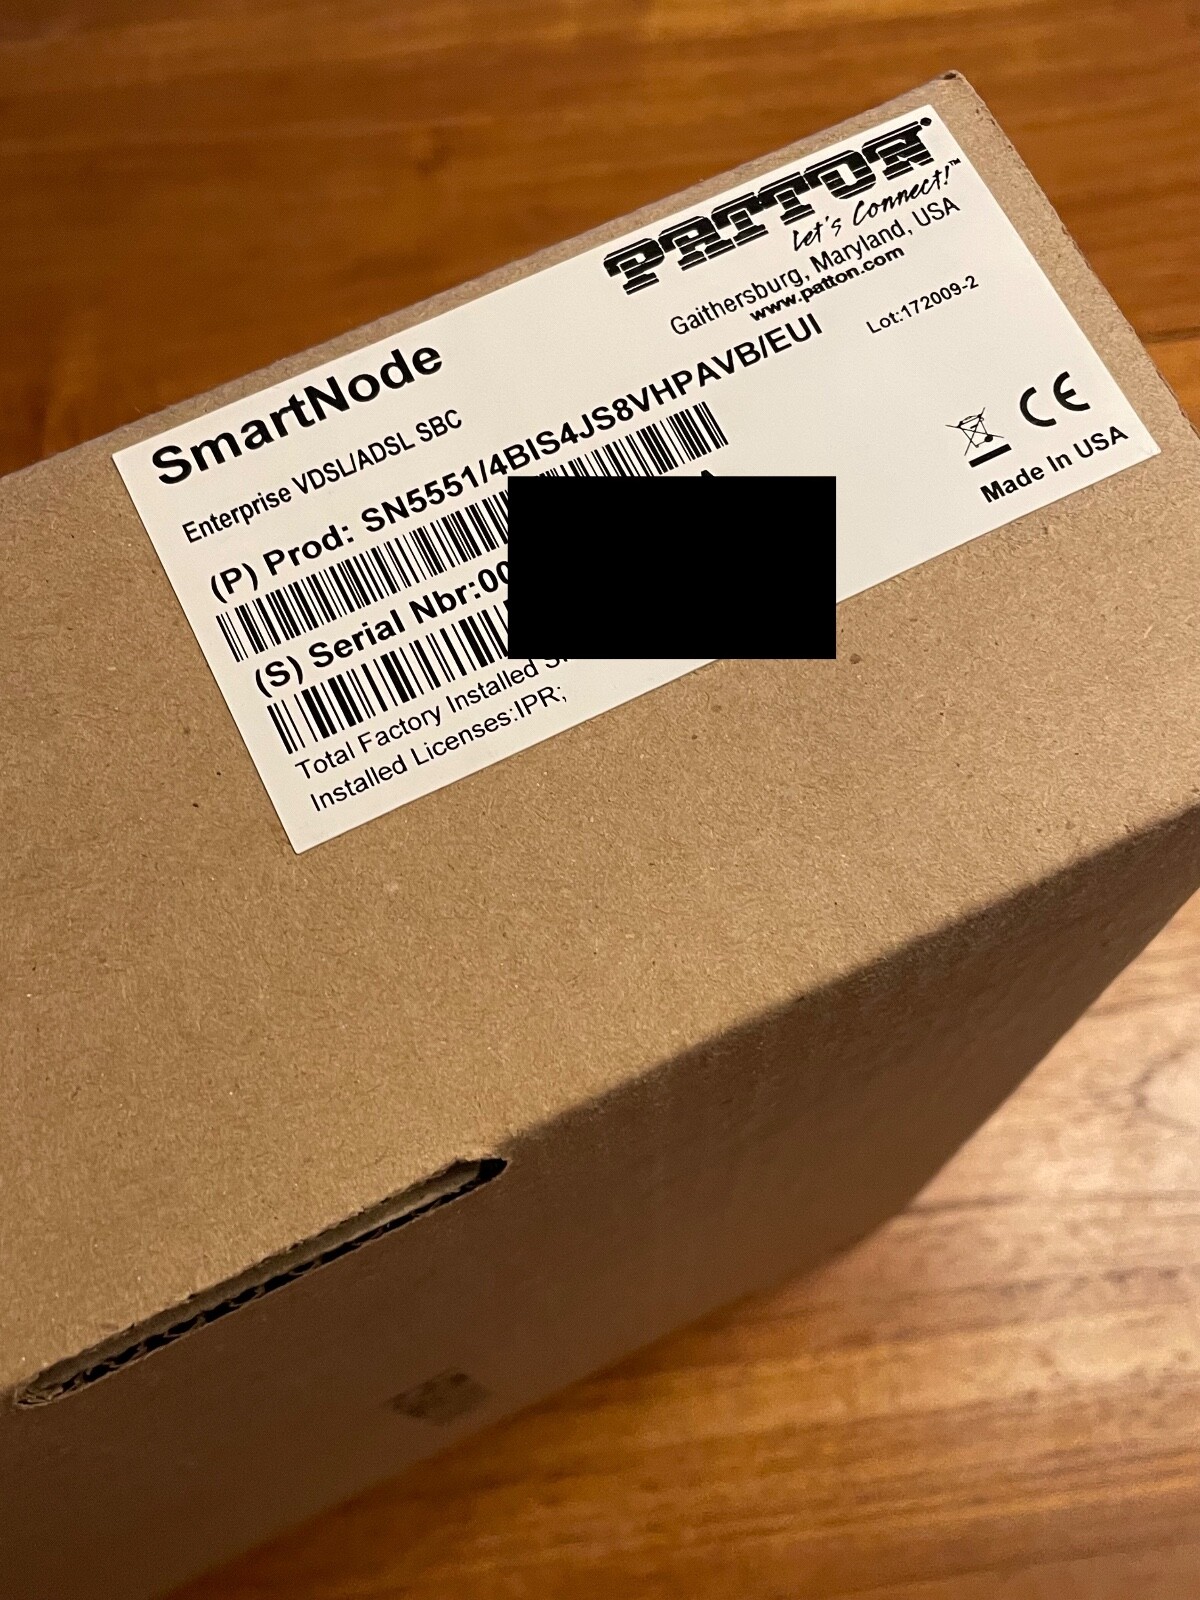 PATTON
Let's Connect!™
Gaithersburg, Maryland, USA
www.patton.com
Lot:172009-2
SmartNode
Enterprise VDSL/ADSL SBC
(P) Prod: SN5551/4BIS4JS8VHPAVB/EUI
(S) Serial Nbr:00
Total Factory Installed
Installed Licenses:IPR;
CE
Made In USA